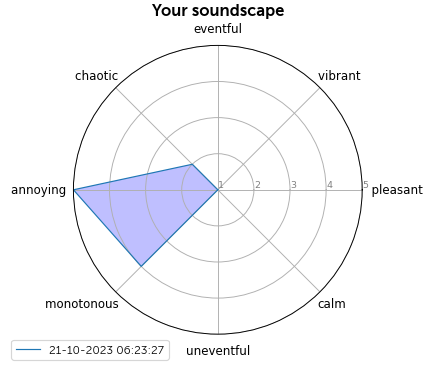 Your soundscape
eventful
chaotic
vibrant
annoying
1 2 3 4 5
pleasant
monotonous
calm
uneventful
21-10-2023 06:23:27